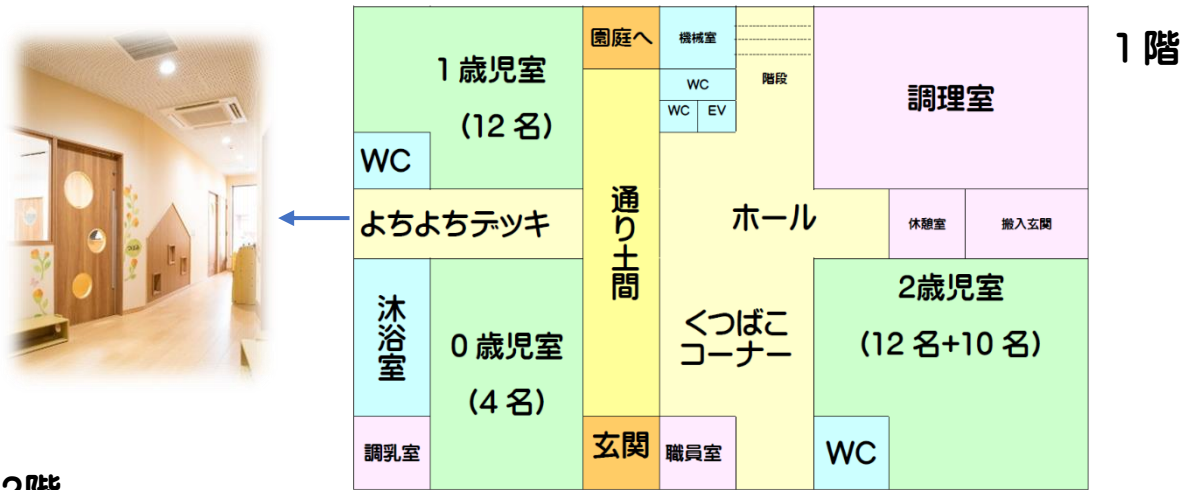 1階
園庭へ
機械室
階段
1歳児室
(12名)
WC
WC
EV
調理室
WC
よちよちデッキ
通り土間
ホール
休憩室
搬入玄関
沐浴室
0歳児室
(4名)
くつばこ
コーナー
2歳児室
(12名+10名)
調乳室
玄関
職員室
WC